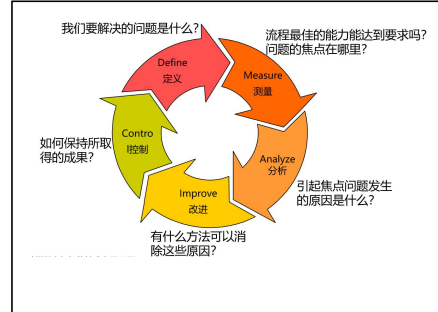 我们要解决的问题是什么?
流程最佳的能力能达到要求吗?
问题的焦点在哪里?
Define
定义
Measure
测量
Analyze
分析
引起焦点问题发生
的原因是什么?
Improve
改进
有什么方法可以消
除这些原因?
Contro
l控制
如何保持所取
得的成果?